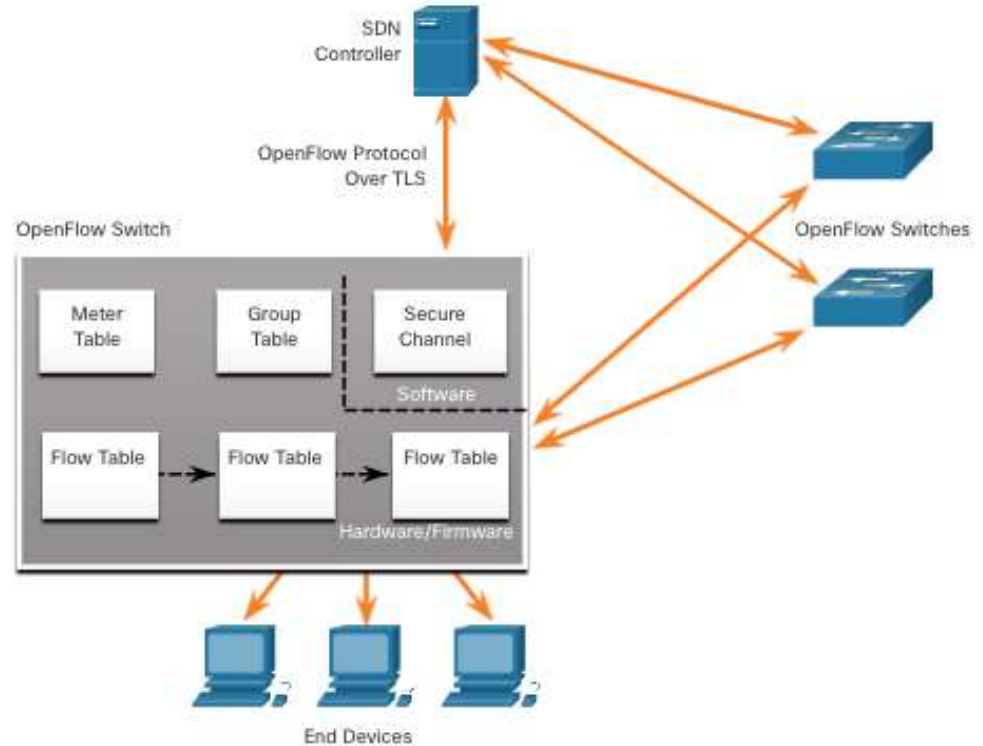 SDN
Controller
OpenFlow Protocol
Over TLS
OpenFlow Switch
OpenFlow Switches
Meter
Table
Group
Table
Secure
Channel
Software
Flow Table
Flow Table
Flow Table
Hardware/Firmware
End Devices